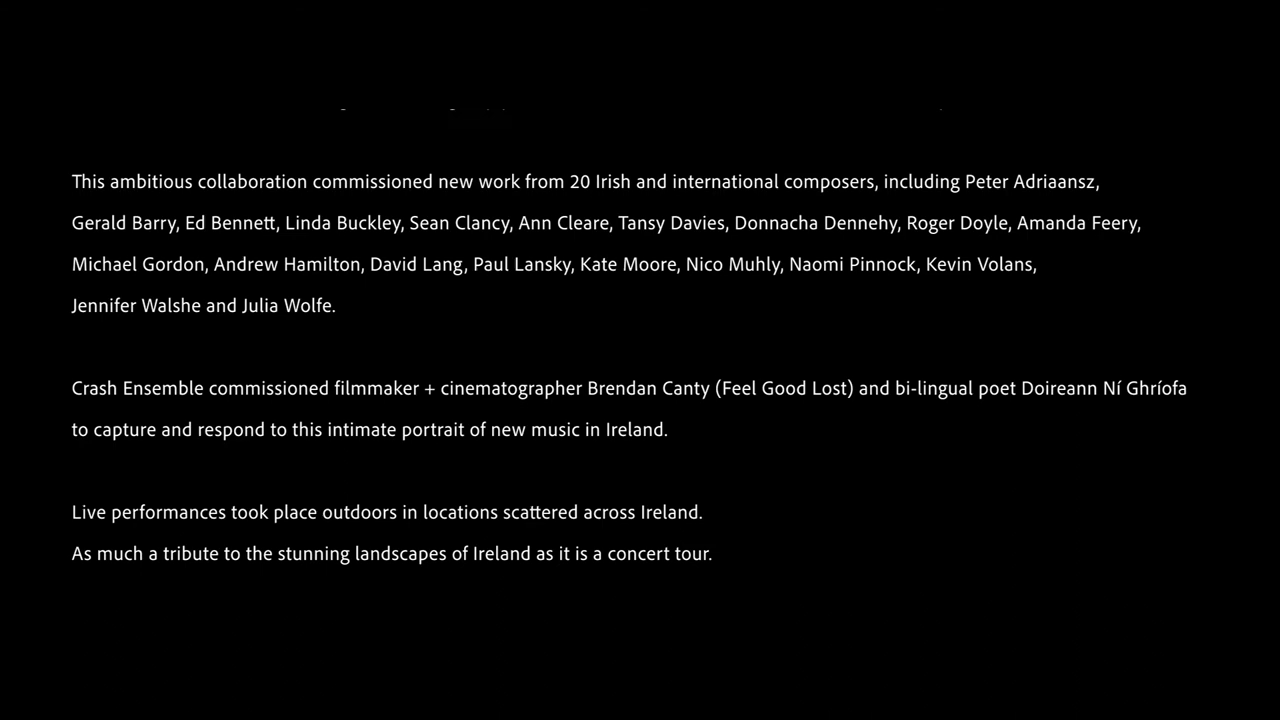 This ambitious collaboration commissioned new work from 20 Irish and international composers, including Peter Adriaansz,
Gerald Barry, Ed Bennett, Linda Buckley, Sean Clancy, Ann Cleare, Tansy Davies, Donnacha Dennehy, Roger Doyle, Amanda Feery,
Michael Gordon, Andrew Hamilton, David Lang, Paul Lansky, Kate Moore, Nico Muhly, Naomi Pinnock, Kevin Volans,
Jennifer Walshe and Julia Wolfe.
Crash Ensemble commissioned filmmaker + cinematographer Brendan Canty (Feel Good Lost) and bi-lingual poet Doireann Ní Ghríofa
to capture and respond to this intimate portrait of new music in Ireland.
Live performances took place outdoors in locations scattered across Ireland.
As much a tribute to the stunning landscapes of Ireland as it is a concert tour.